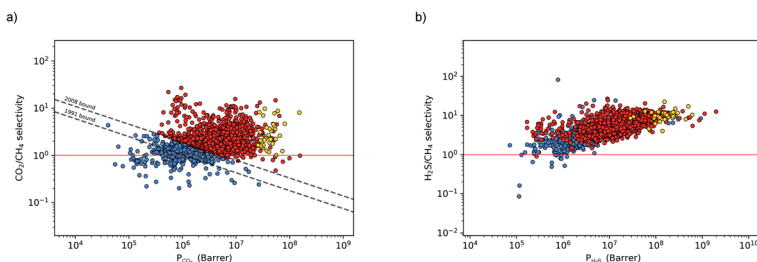 a)
CO₂/CH₄ selectivity
10²
10¹
10⁰
10⁻¹
2008 bound
1991 bound
10⁴ 10⁵ 10⁶ 10⁷ 10⁸ 10⁹
P_CO₂ (Barrer)
b)
H₂S/CH₄ selectivity
10²
10¹
10⁰
10⁻¹
10⁻²
10⁴ 10⁵ 10⁶ 10⁷ 10⁸ 10⁹ 10¹⁰
P_H₂S (Barrer)